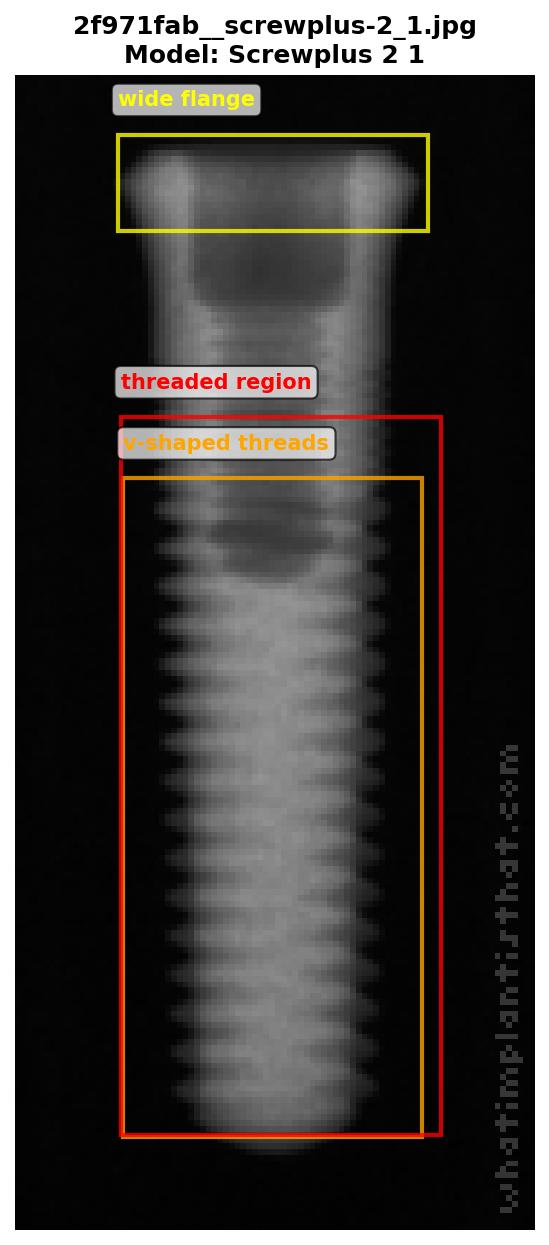 2f971fab__screwplus-2_1.jpg
Model: Screwplus 2 1
wide flange
threaded region
v-shaped threads
whatimplantisthat.com